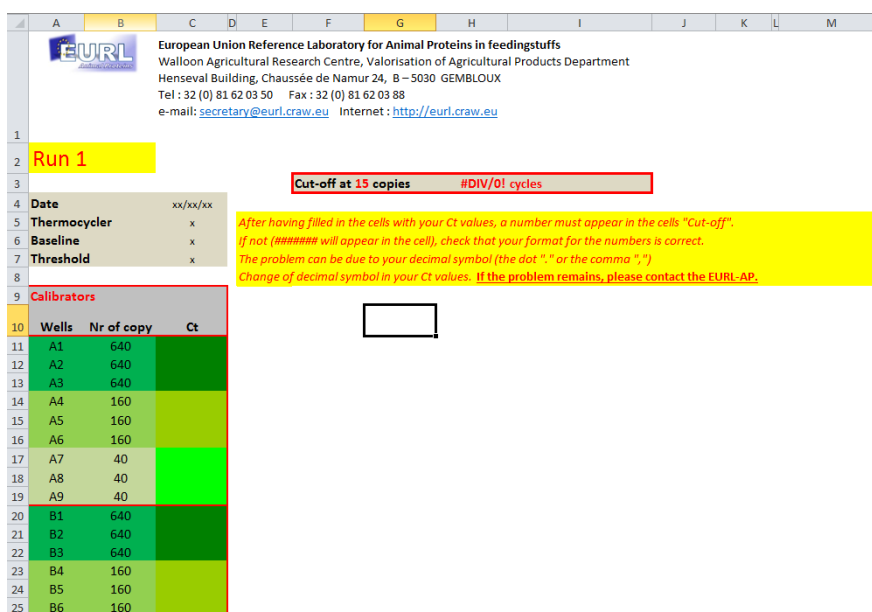 A B C D E F G H I J K L M
EURL
Animal Proteins
European Union Reference Laboratory for Animal Proteins in feedingstuffs
Walloon Agricultural Research Centre, Valorisation of Agricultural Products Department
Henseval Building, Chaussée de Namur 24, B – 5030 GEMBLOUX
Tel : 32 (0) 81 62 03 50 Fax : 32 (0) 81 62 03 88
e-mail: secretary@eurl.craw.eu Internet : http://eurl.craw.eu
1
2 Run 1
3 Cut-off at 15 copies #DIV/0! cycles
4 Date xx/xx/xx
5 Thermocycler x After having filled in the cells with your Ct values, a number must appear in the cells "Cut-off".
6 Baseline x If not (####### will appear in the cell), check that your format for the numbers is correct.
7 Threshold x The problem can be due to your decimal symbol (the dot "." or the comma ",")
8 Change of decimal symbol in your Ct values. If the problem remains, please contact the EURL-AP.
9 Calibrators
10 Wells Nr of copy Ct
11 A1 640
12 A2 640
13 A3 640
14 A4 160
15 A5 160
16 A6 160
17 A7 40
18 A8 40
19 A9 40
20 B1 640
21 B2 640
22 B3 640
23 B4 160
24 B5 160
25 B6 160